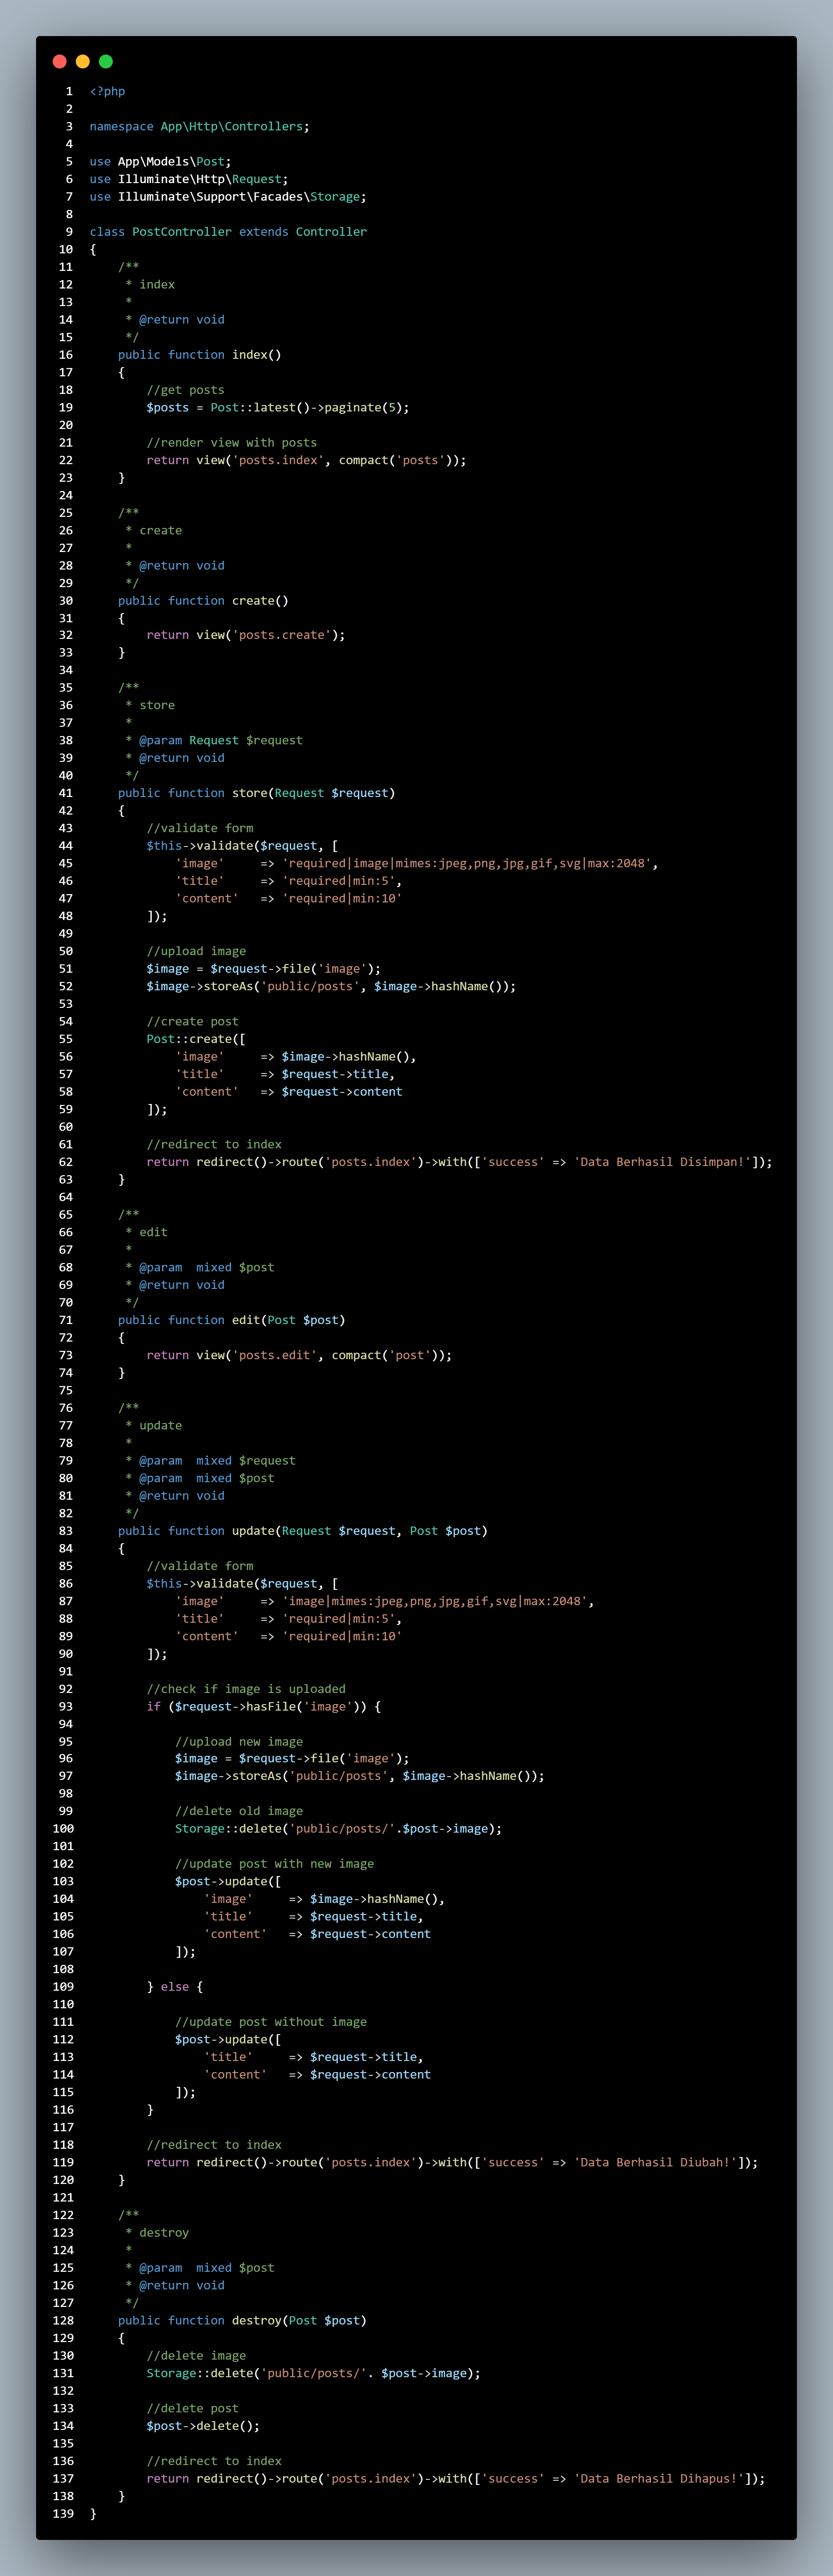 1 <?php
2
3 namespace App\Http\Controllers;
4
5 use App\Models\Post;
6 use Illuminate\Http\Request;
7 use Illuminate\Support\Facades\Storage;
8
9 class PostController extends Controller
10 {
11     /**
12      * index
13      *
14      * @return void
15      */
16     public function index()
17     {
18         //get posts
19         $posts = Post::latest()->paginate(5);
20
21         //render view with posts
22         return view('posts.index', compact('posts'));
23     }
24
25     /**
26      * create
27      *
28      * @return void
29      */
30     public function create()
31     {
32         return view('posts.create');
33     }
34
35     /**
36      * store
37      *
38      * @param Request $request
39      * @return void
40      */
41     public function store(Request $request)
42     {
43         //validate form
44         $this->validate($request, [
45             'image'     => 'required|image|mimes:jpeg,png,jpg,gif,svg|max:2048',
46             'title'     => 'required|min:5',
47             'content'   => 'required|min:10'
48         ]);
49
50         //upload image
51         $image = $request->file('image');
52         $image->storeAs('public/posts', $image->hashName());
53
54         //create post
55         Post::create([
56             'image'     => $image->hashName(),
57             'title'     => $request->title,
58             'content'   => $request->content
59         ]);
60
61         //redirect to index
62         return redirect()->route('posts.index')->with(['success' => 'Data Berhasil Disimpan!']);
63     }
64
65     /**
66      * edit
67      *
68      * @param  mixed $post
69      * @return void
70      */
71     public function edit(Post $post)
72     {
73         return view('posts.edit', compact('post'));
74     }
75
76     /**
77      * update
78      *
79      * @param  mixed $request
80      * @param  mixed $post
81      * @return void
82      */
83     public function update(Request $request, Post $post)
84     {
85         //validate form
86         $this->validate($request, [
87             'image'     => 'image|mimes:jpeg,png,jpg,gif,svg|max:2048',
88             'title'     => 'required|min:5',
89             'content'   => 'required|min:10'
90         ]);
91
92         //check if image is uploaded
93         if ($request->hasFile('image')) {
94
95             //upload new image
96             $image = $request->file('image');
97             $image->storeAs('public/posts', $image->hashName());
98
99             //delete old image
100             Storage::delete('public/posts/'.$post->image);
101
102             //update post with new image
103             $post->update([
104                 'image'     => $image->hashName(),
105                 'title'     => $request->title,
106                 'content'   => $request->content
107             ]);
108
109         } else {
110
111             //update post without image
112             $post->update([
113                 'title'     => $request->title,
114                 'content'   => $request->content
115             ]);
116         }
117
118         //redirect to index
119         return redirect()->route('posts.index')->with(['success' => 'Data Berhasil Diubah!']);
120     }
121
122     /**
123      * destroy
124      *
125      * @param  mixed $post
126      * @return void
127      */
128     public function destroy(Post $post)
129     {
130         //delete image
131         Storage::delete('public/posts/'. $post->image);
132
133         //delete post
134         $post->delete();
135
136         //redirect to index
137         return redirect()->route('posts.index')->with(['success' => 'Data Berhasil Dihapus!']);
138     }
139 }